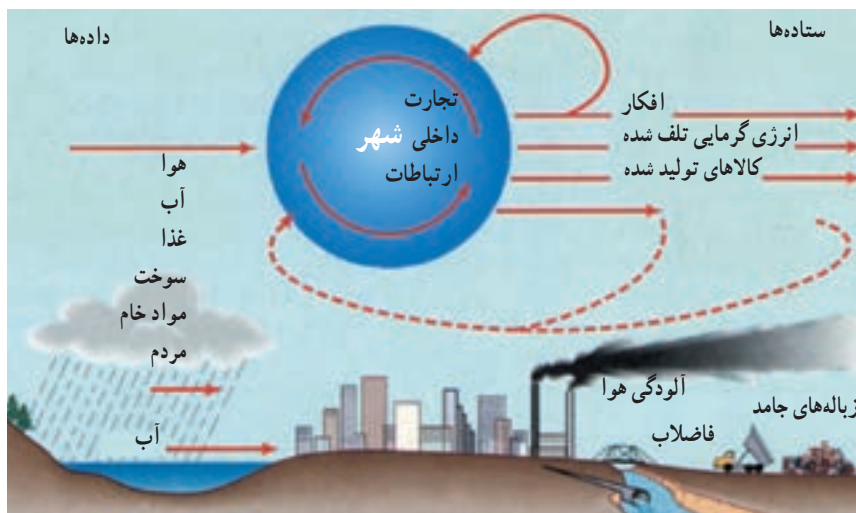 داده‌ها
ستاده‌ها
تجارت
داخلی شهر
ارتباطات
افکار
انرژی گرمایی تلف شده
کالاهای تولید شده
هوا
آب
غذا
سوخت
مواد خام
مردم
آب
آلودگی هوا
فاضلاب
زباله‌های جامد